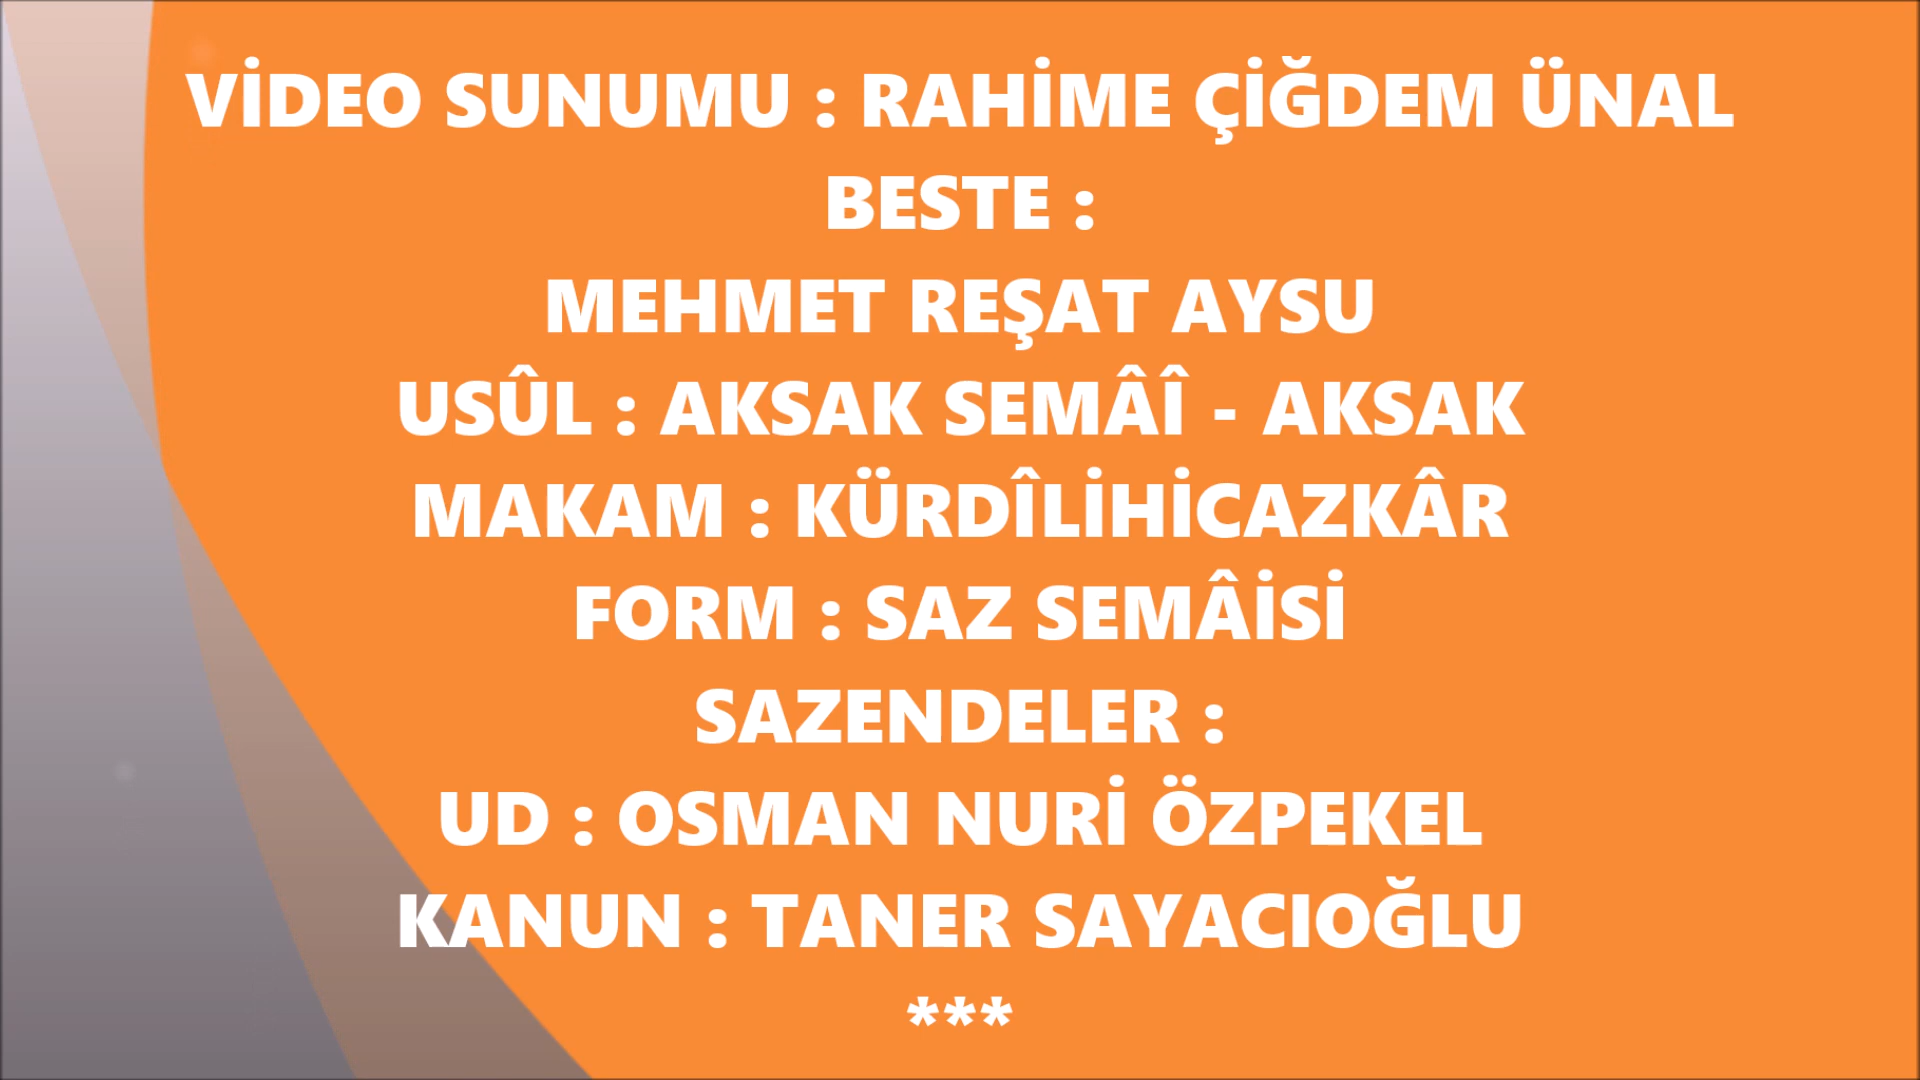 VİDEO SUNUMU : RAHİME ÇİĞDEM ÜNAL
BESTE :
MEHMET REŞAT AYSU
USÛL : AKSAK SEMÂÎ - AKSAK
MAKAM : KÜRDÎLİHİCAZKÂR
FORM : SAZ SEMÂİSİ
SAZENDELER :
UD : OSMAN NURİ ÖZPEKEL
KANUN : TANER SAYACIOĞLU
***